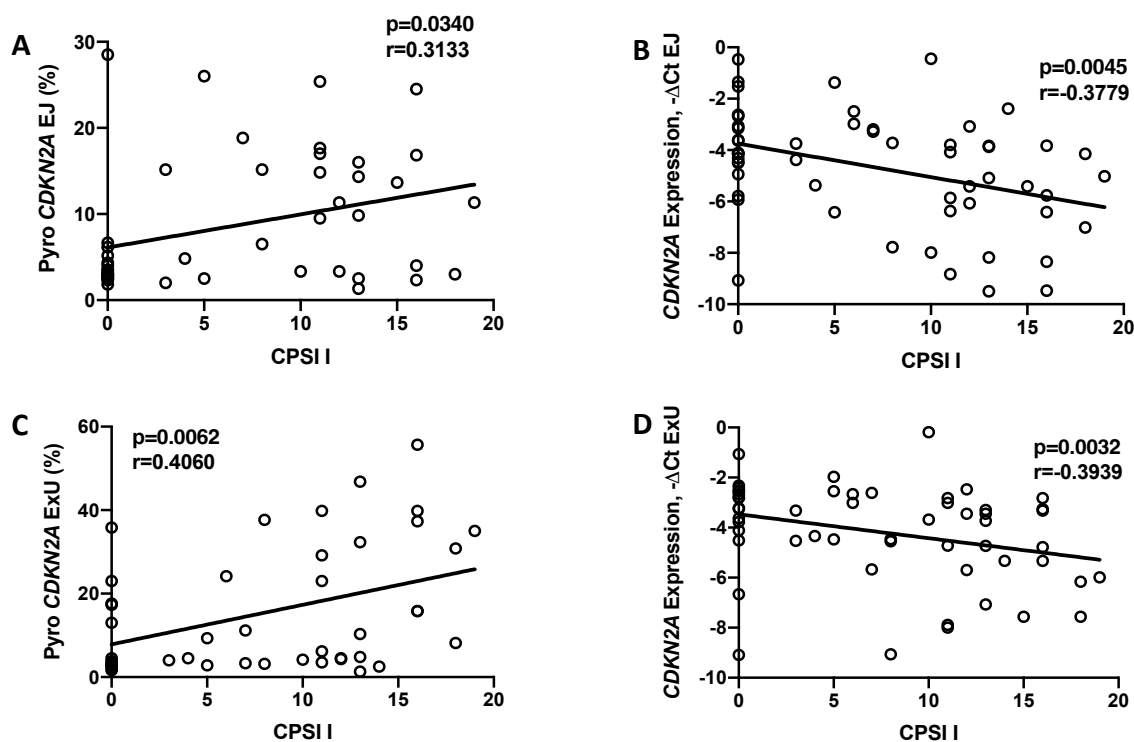 A
p=0.0340
r=0.3133
Pyro CDKN2A EJ (%)
30
20
10
0
0 5 10 15 20
CPSI I
B
p=0.0045
r=-0.3779
CDKN2A Expression, -ΔCt EJ
0
-2
-4
-6
-8
-10
0 5 10 15 20
CPSI I
C
p=0.0062
r=0.4060
Pyro CDKN2A ExU (%)
60
40
20
0
0 5 10 15 20
CPSI I
D
p=0.0032
r=-0.3939
CDKN2A Expression, -ΔCt ExU
0
-2
-4
-6
-8
-10
0 5 10 15 20
CPSI I